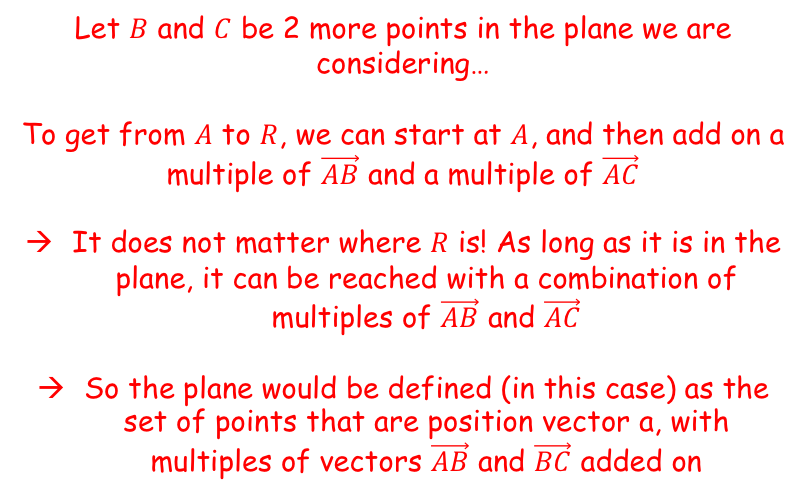 Let B and C be 2 more points in the plane we are
considering…
To get from A to R, we can start at A, and then add on a
multiple of \overrightarrow{AB} and a multiple of \overrightarrow{AC}
→ It does not matter where R is! As long as it is in the
plane, it can be reached with a combination of
multiples of \overrightarrow{AB} and \overrightarrow{AC}
→ So the plane would be defined (in this case) as the
set of points that are position vector a, with
multiples of vectors \overrightarrow{AB} and \overrightarrow{BC} added on